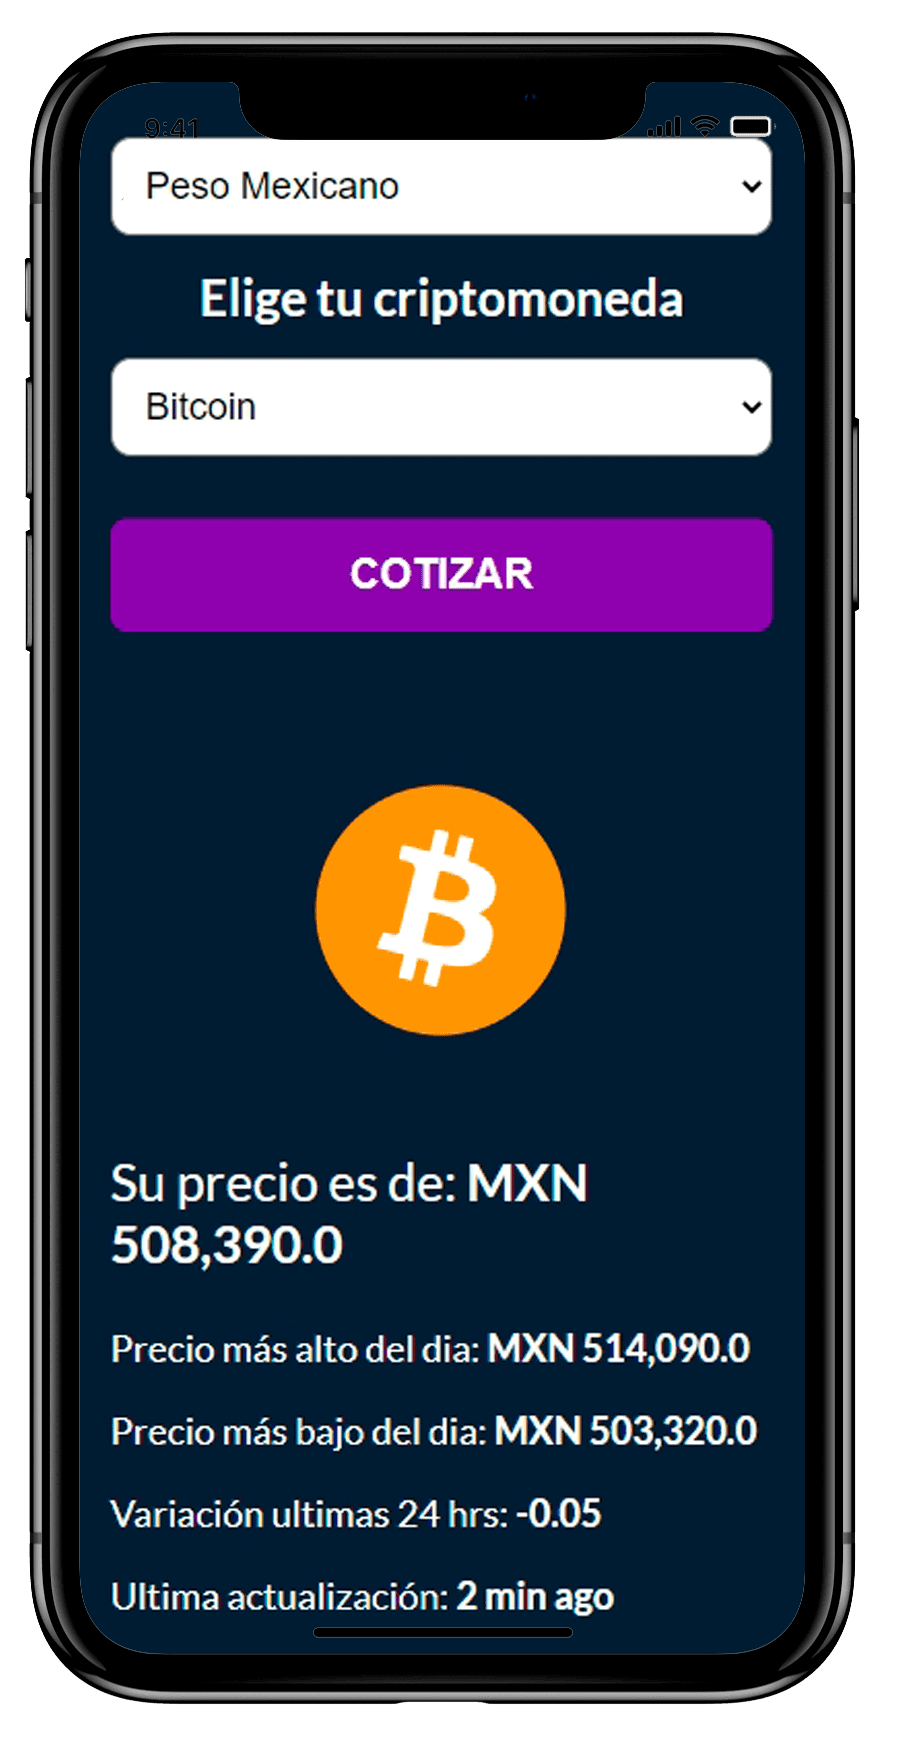 9:41
Peso Mexicano
Elige tu criptomoneda
Bitcoin
COTIZAR
Su precio es de: MXN
508,390.0
Precio más alto del dia: MXN 514,090.0
Precio más bajo del dia: MXN 503,320.0
Variación ultimas 24 hrs: -0.05
Ultima actualización: 2 min ago